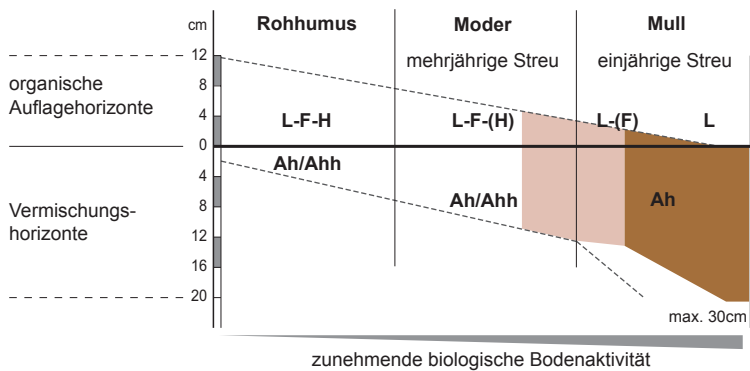 cm Rohhumus Moder Mull
mehrjährige Streu einjährige Streu
12
organische
Auflagehorizonte
8
4
0
L-F-H L-F-(H) L-(F) L
Ah/Ahh
4
Vermischungs-
horizonte
8
Ah/Ahh Ah
12
16
20
max. 30cm
zunehmende biologische Bodenaktivität